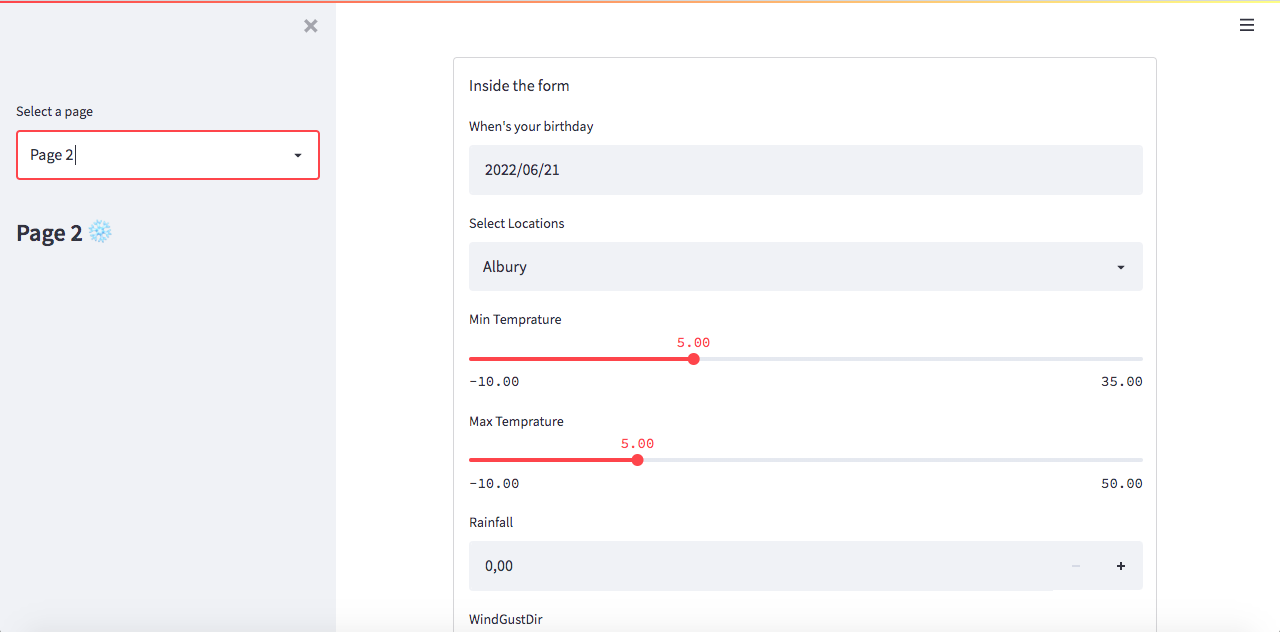 Select a page
Page 2
Page 2
Inside the form
When's your birthday
2022/06/21
Select Locations
Albury
Min Temprature
5.00
-10.00 35.00
Max Temprature
5.00
-10.00 50.00
Rainfall
0,00
WindGustDir